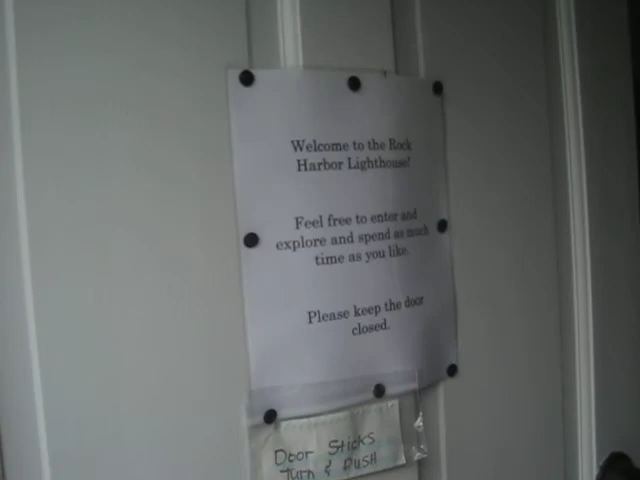 Welcome to the Rock
Harbor Lighthouse!
Feel free to enter and
explore and spend as much
time as you like.
Please keep the door
closed.
Door Sticks
Turn & Push